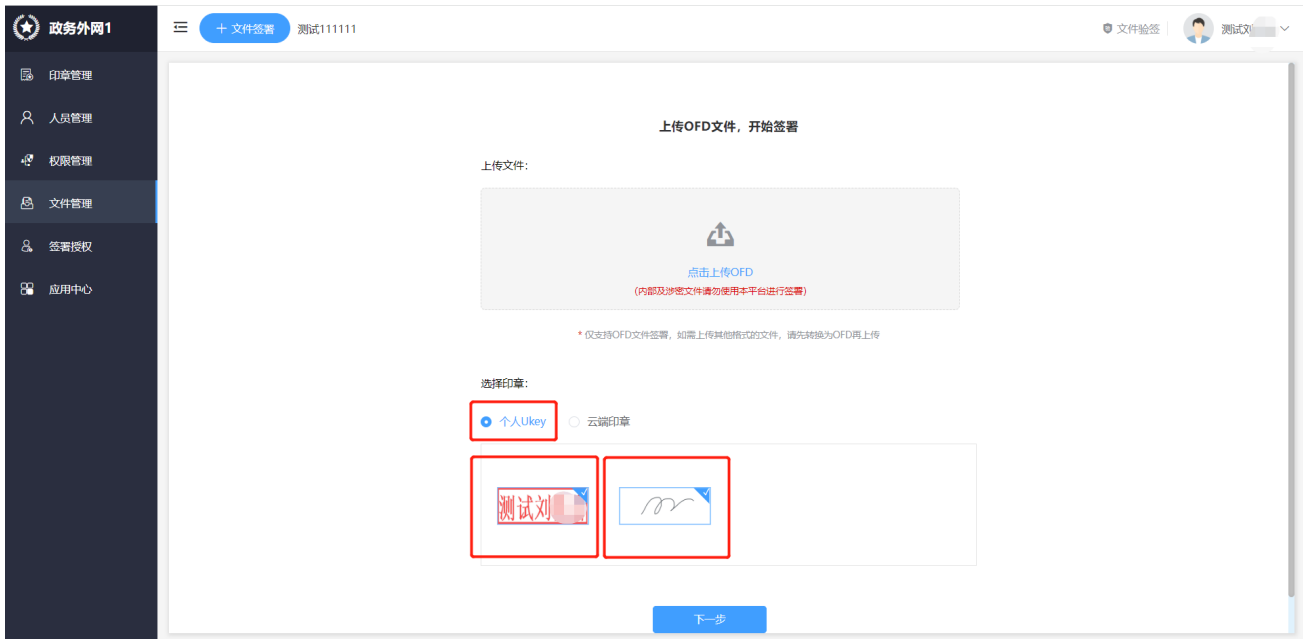 政务外网1
文件签署
测试111111
文件验签
测试刘
印章管理
人员管理
权限管理
文件管理
签署授权
应用中心
上传OFD文件，开始签署
上传文件：
点击上传OFD
（内部及涉密文件请勿使用本平台进行签署）
* 仅支持OFD文件签署，如需上传其他格式的文件，请先转换为OFD再上传
选择印章：
个人Ukey
云端印章
测试刘
下一步